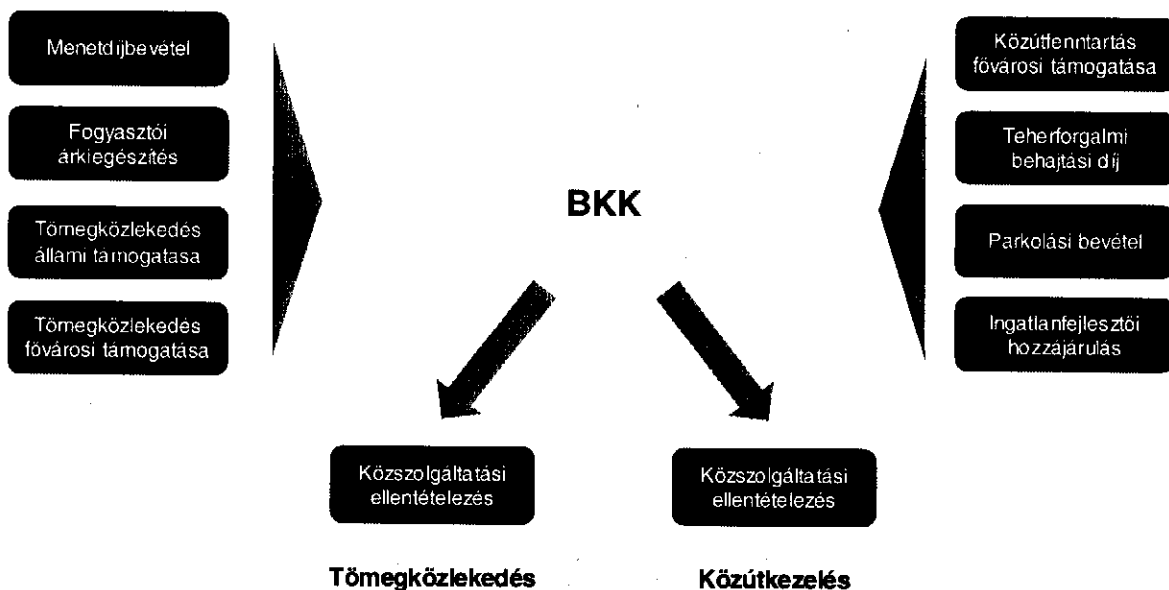 Menetdíjbevétel
Fogyasztói
árkiegészítés
Tömegközlekedés
állami támogatása
Tömegközlekedés
fővárosi támogatása
BKK
Közútfenntartás
fővárosi támogatása
Teherforgalmi
behajtási díj
Parkolási bevétel
Ingatlanfejlesztői
hozzájárulás
Közszolgáltatási
ellentételezés
Közszolgáltatási
ellentételezés
Tömegközlekedés
Közútkezelés